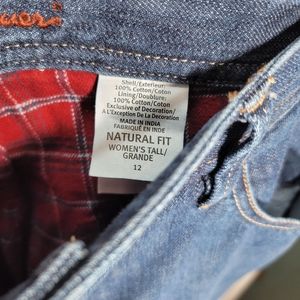 Shell/Exterieur:
100% Cotton/Coton
Lining/Doublure:
100% Cotton/Coton
Exclusive of Decoration/
A L'Exception De La Decoration
MADE IN INDIA
FABRIQUÉ EN INDE
NATURAL FIT
WOMEN'S TALL/
GRANDE
12